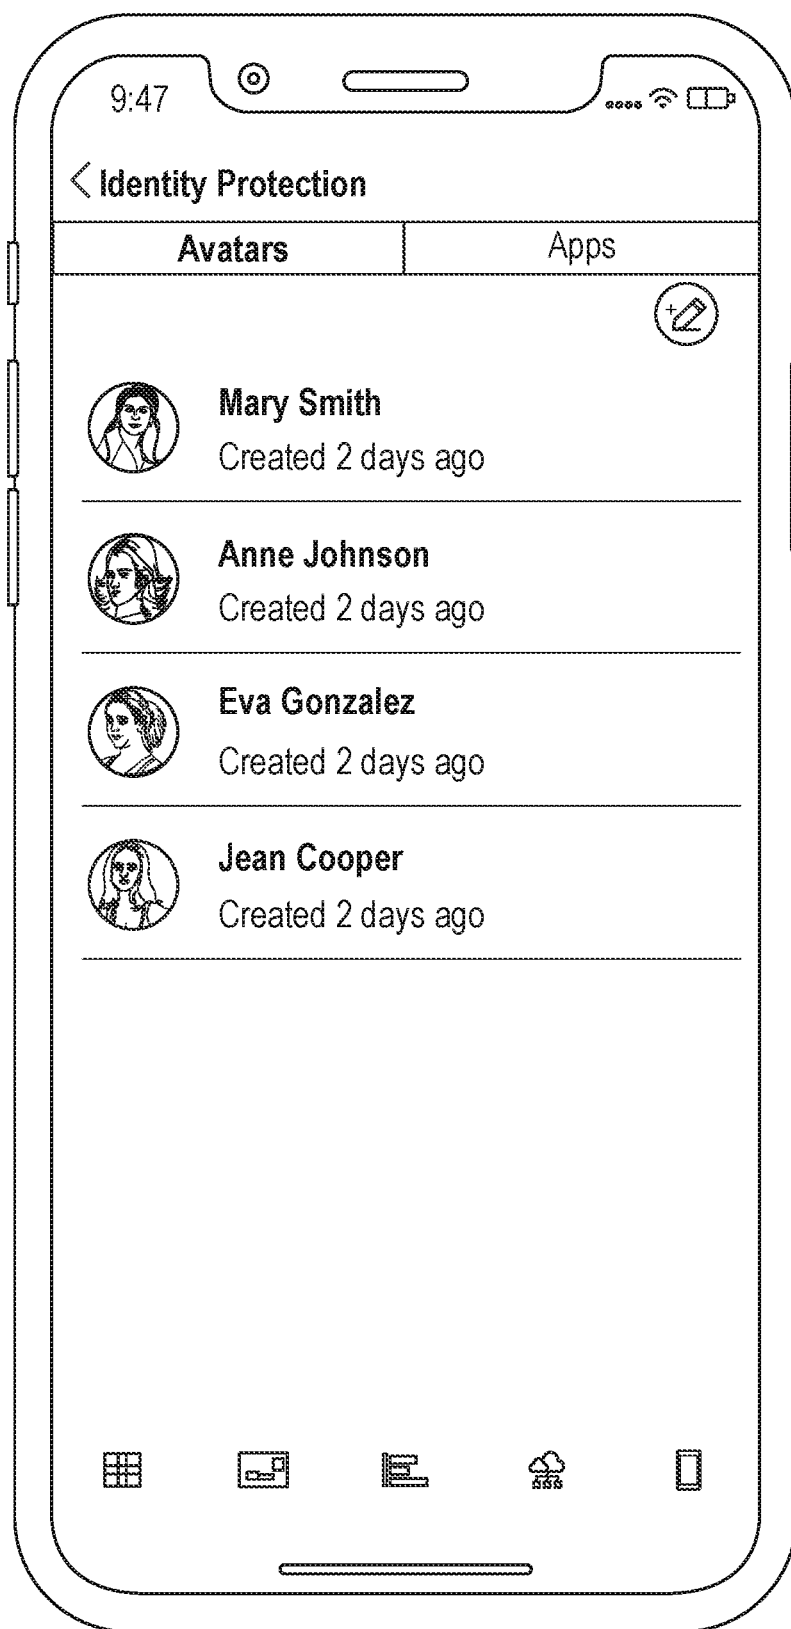 9:47
Identity Protection
Avatars Apps
Mary Smith
Created 2 days ago
Anne Johnson
Created 2 days ago
Eva Gonzalez
Created 2 days ago
Jean Cooper
Created 2 days ago